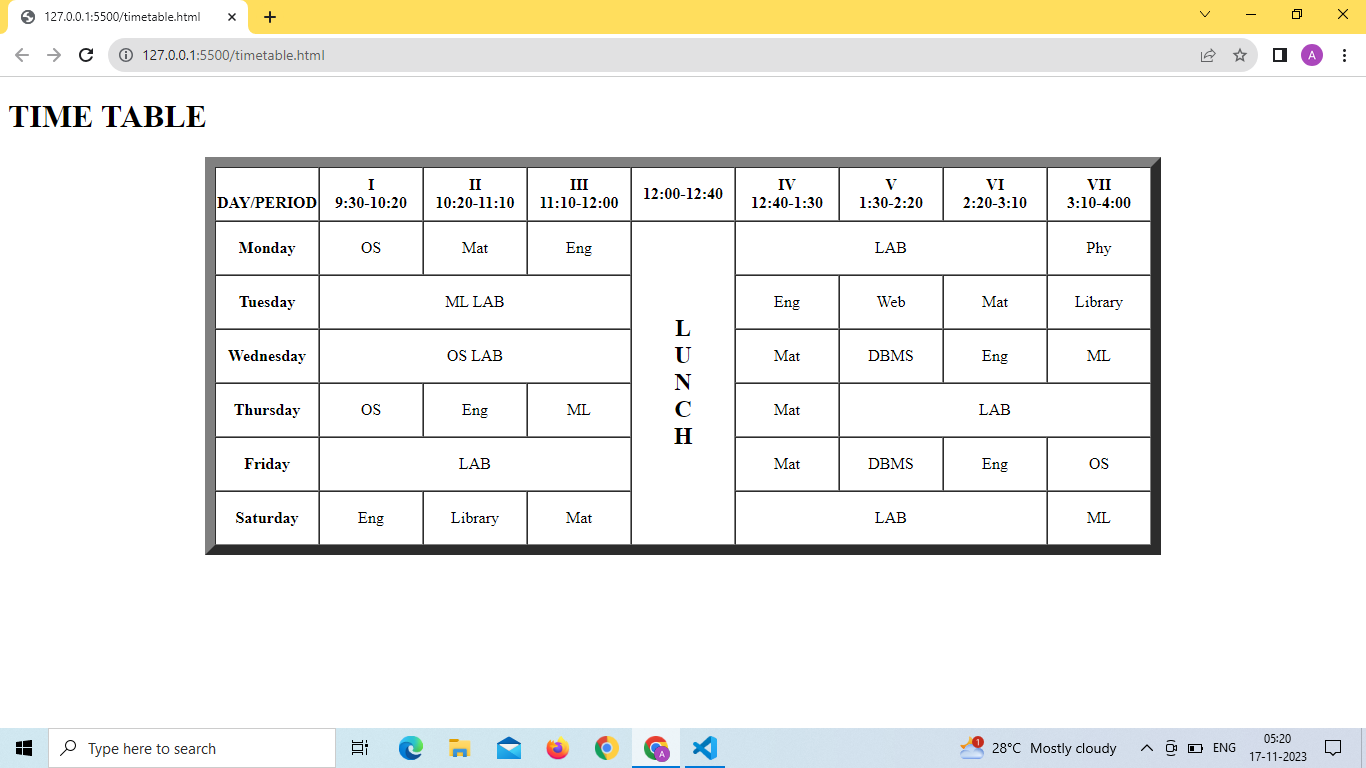 127.0.0.1:5500/timetable.html
127.0.0.1:5500/timetable.html
A
TIME TABLE
DAY/PERIOD
I
9:30-10:20
II
10:20-11:10
III
11:10-12:00
12:00-12:40
IV
12:40-1:30
V
1:30-2:20
VI
2:20-3:10
VII
3:10-4:00
Monday OS Mat Eng LAB Phy
Tuesday ML LAB Eng Web Mat Library
Wednesday OS LAB Mat DBMS Eng ML
Thursday OS Eng ML Mat LAB
Friday LAB Mat DBMS Eng OS
Saturday Eng Library Mat LAB ML
L
U
N
C
H
Type here to search
A
1
28°C Mostly cloudy
ENG
05:20
17-11-2023